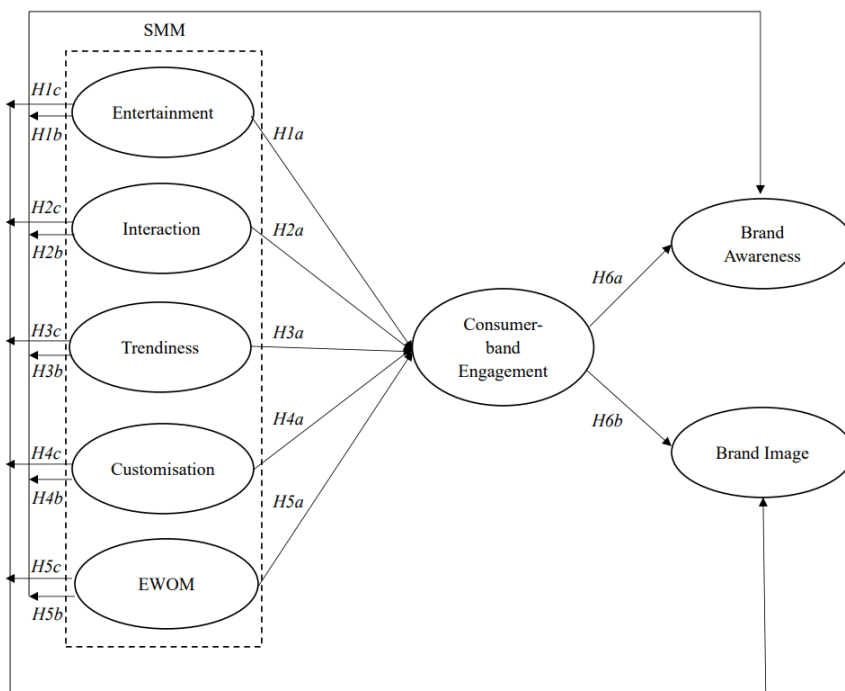 SMM
H1c
Entertainment
H1b
H1a
H2c
Interaction
H2b
H2a
Brand
Awareness
H6a
H3c
Trendiness
H3b
H3a
Consumer-
band
Engagement
H4a
H6b
H4c
Customisation
H4b
Brand Image
H5a
H5c
EWOM
H5b